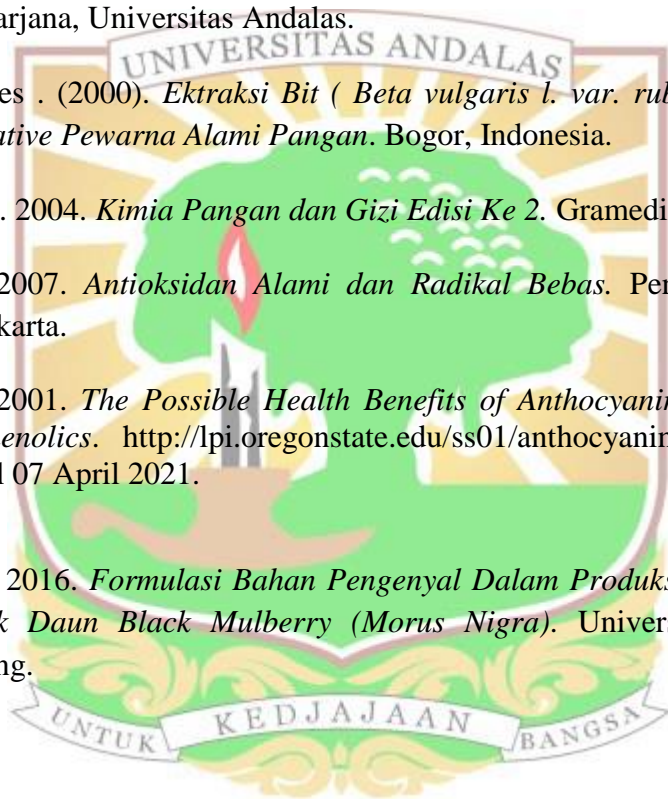 arjana, Universitas Andalas.
UNIVERSITAS ANDALAS
es . (2000). Ektraksi Bit ( Beta vulgaris l. var. rub
ative Pewarna Alami Pangan. Bogor, Indonesia.
. 2004. Kimia Pangan dan Gizi Edisi Ke 2. Gramedi
2007. Antioksidan Alami dan Radikal Bebas. Per
karta.
2001. The Possible Health Benefits of Anthocyanin
enolics. http://lpi.oregonstate.edu/ss01/anthocyanin
l 07 April 2021.
2016. Formulasi Bahan Pengenyal Dalam Produks
k Daun Black Mulberry (Morus Nigra). Univers
ng.
UNTUK KEDJAJAAN BANGSA